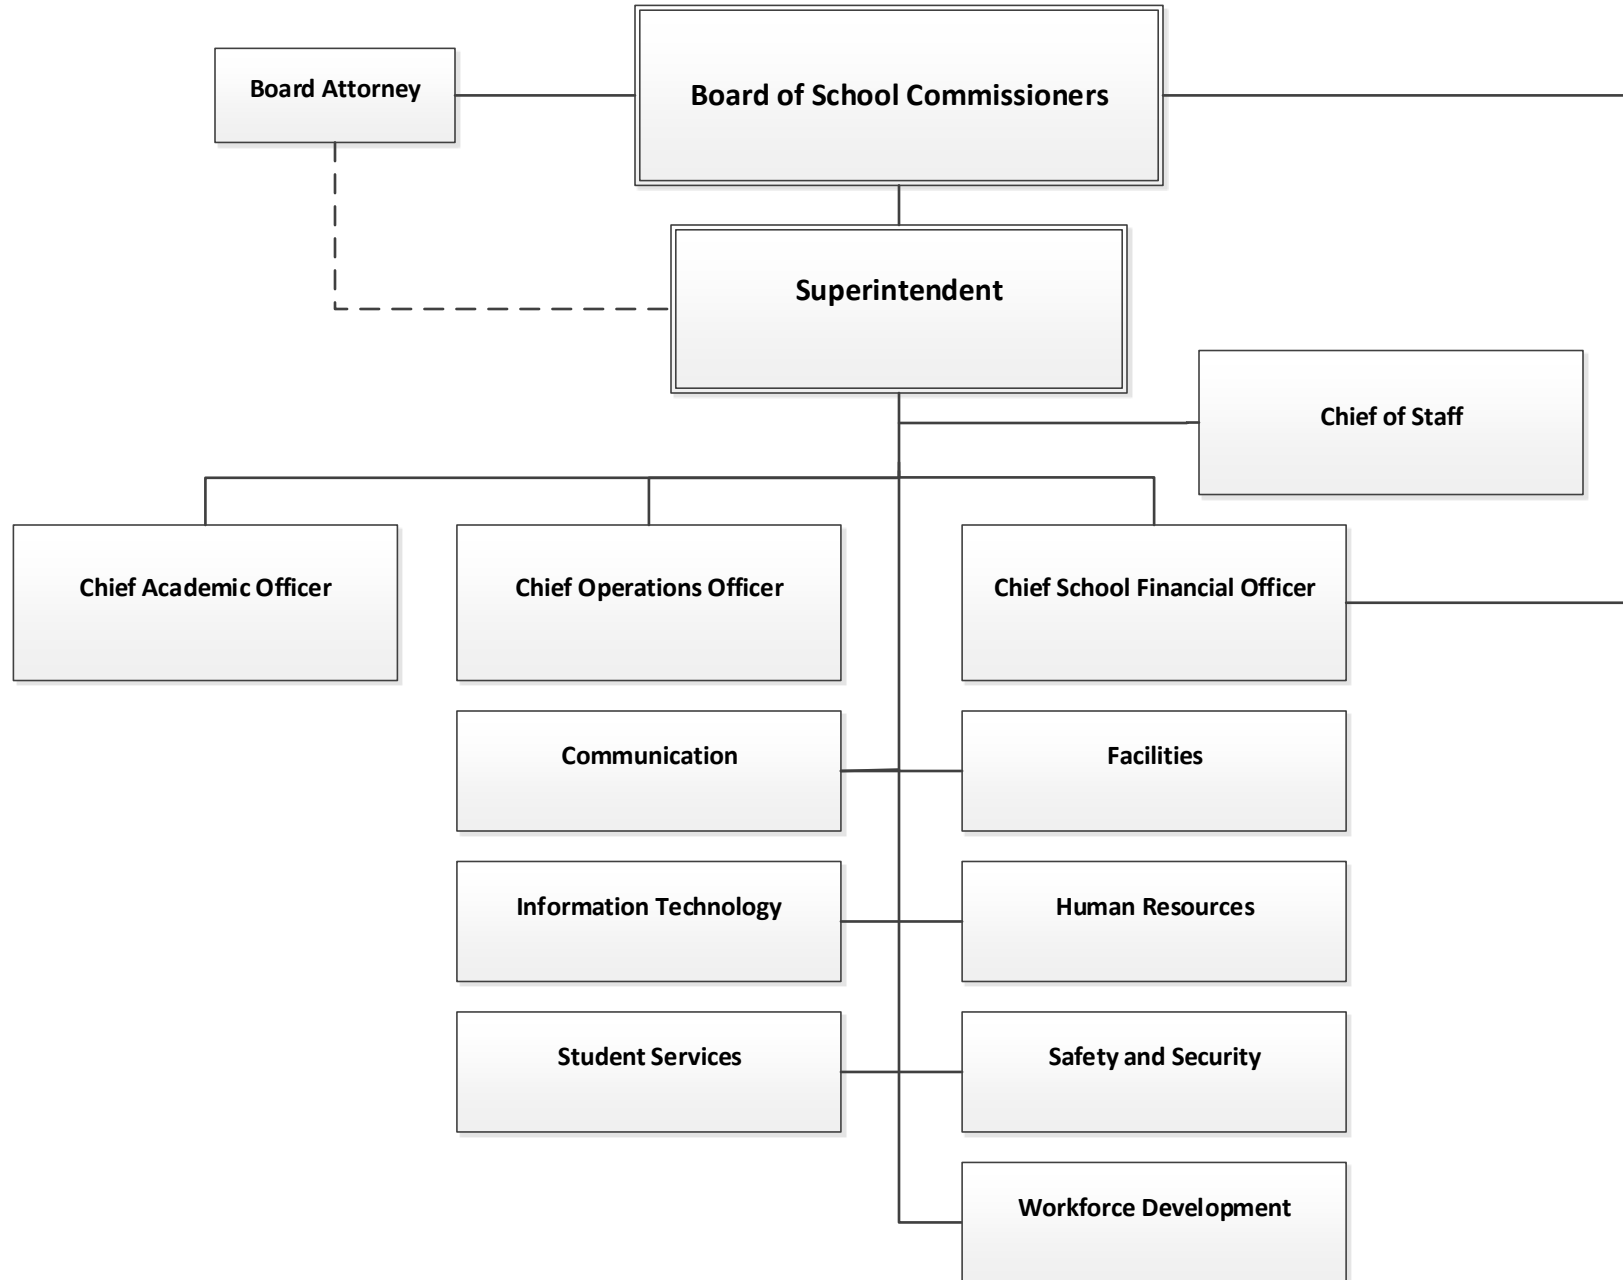 Board Attorney
Board of School Commissioners
Superintendent
Chief of Staff
Chief Academic Officer
Chief Operations Officer
Chief School Financial Officer
Communication
Facilities
Information Technology
Human Resources
Student Services
Safety and Security
Workforce Development